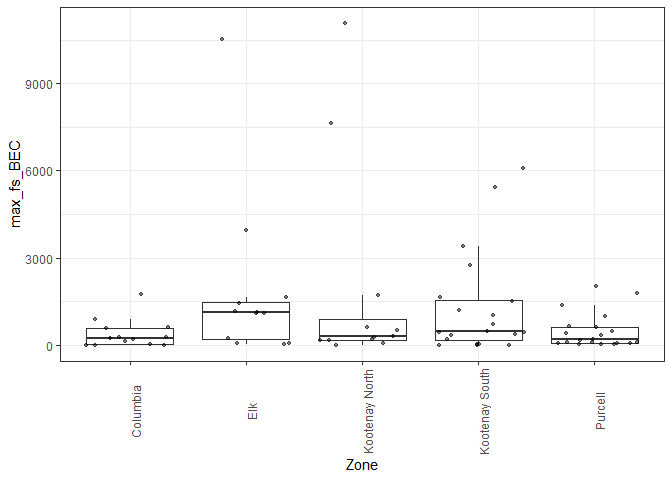 max_fs_BEC
9000
6000
3000
0
Columbia
Elk
Kootenay North
Kootenay South
Purcell
Zone